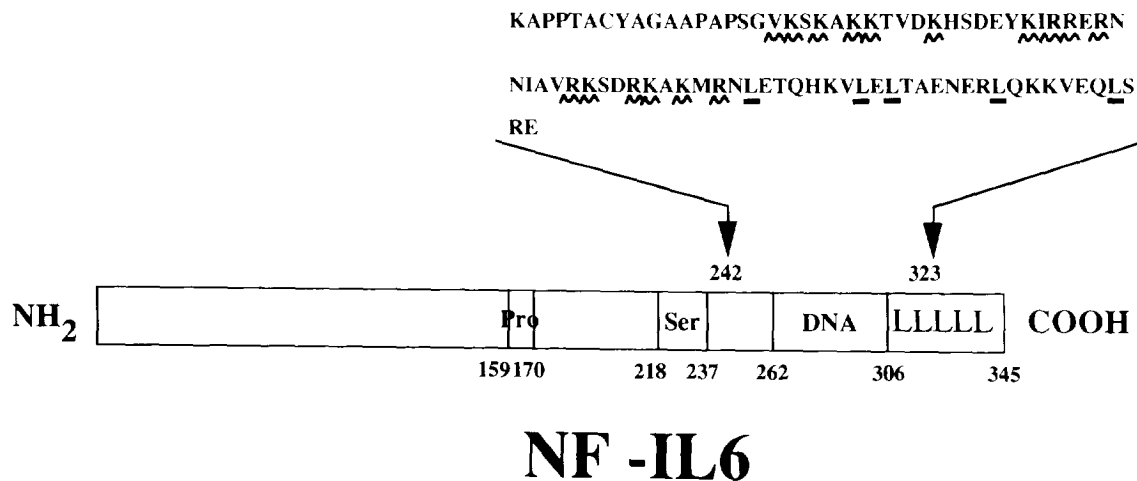 KAPPTACYAGAAPAPSGVKSKAKKTVDKHSDEYKIRRERN
NIAVRKSDRKAKMRNLETQHKVLELTAENERLQKKVEQLS
RE
242 323
NH2 Pro Ser DNA LLLLL COOH
159 170 218 237 262 306 345
NF -IL6